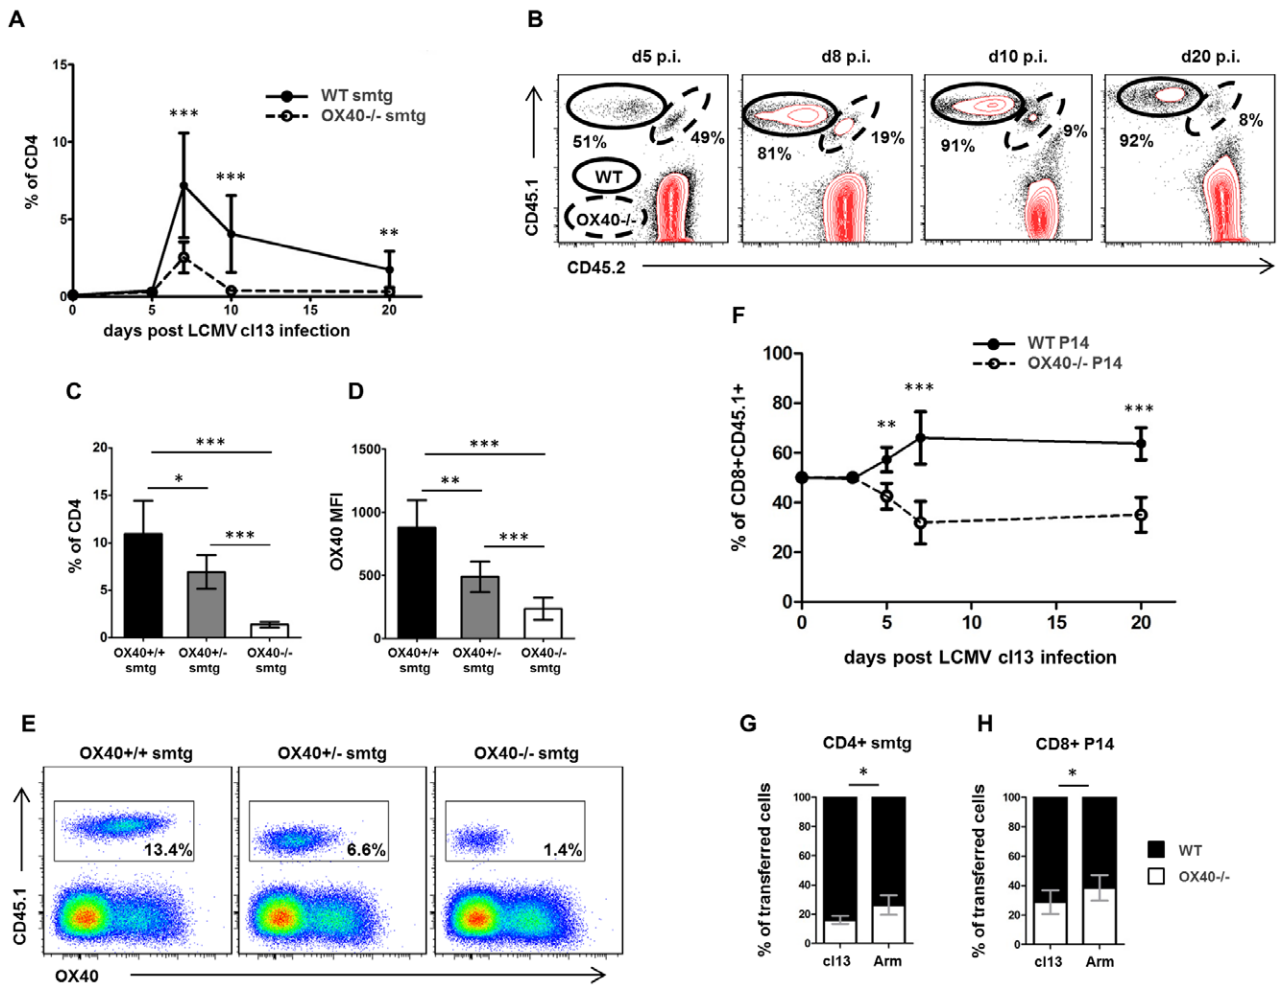 A
15
10
5
0
% of CD4
WT smtg
OX40-/- smtg
***
***
**
0
5
10
15
20
days post LCMV cl13 infection
B
d5 p.i.
d8 p.i.
d10 p.i.
d20 p.i.
51%
49%
81%
19%
91%
9%
92%
8%
WT
OX40-/-
CD45.1
CD45.2
C
20
15
10
5
0
% of CD4
***
*
***
OX40+/+ smtg
OX40+/- smtg
OX40-/- smtg
D
1500
1000
500
0
OX40 MFI
***
**
***
OX40+/+ smtg
OX40+/- smtg
OX40-/- smtg
F
WT P14
OX40-/- P14
100
80
60
40
20
0
% of CD8+CD45.1+
**
***
***
0
5
10
15
20
days post LCMV cl13 infection
E
OX40+/+ smtg
OX40+/- smtg
OX40-/- smtg
13.4%
6.6%
1.4%
CD45.1
OX40
G
CD4+ smtg
*
100
80
60
40
20
0
% of transferred cells
cl13
Arm
H
CD8+ P14
*
100
80
60
40
20
0
% of transferred cells
cl13
Arm
WT
OX40-/-